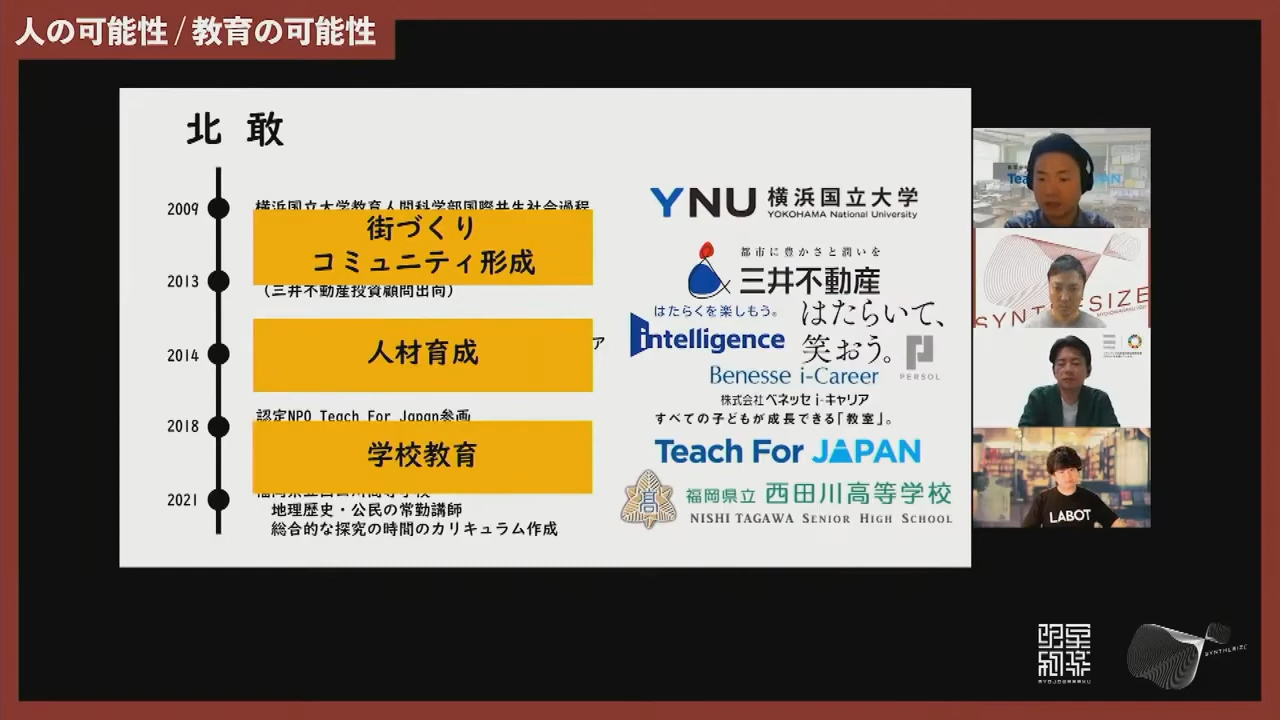 人の可能性 / 教育の可能性
北 敢
2009
横浜国立大学教育人間科学部国際共生社会過程
街づくり
コミュニティ形成
2013
（三井不動産投資顧問出向）
2014
人材育成
ア
2018
認定NPO Teach For Japan参画
学校教育
2021
福岡県立西田川高等学校
地理歴史・公民の常勤講師
総合的な探究の時間のカリキュラム作成
YNU 横浜国立大学
YOKOHAMA National University
都市に豊かさと潤いを
三井不動産
はたらくを楽しもう。
intelligence
はたらいて、
笑おう。
PERSOL
Benesse i-Career
株式会社 ベネッセ i-キャリア
すべての子どもが成長できる「教室」。
Teach For JAPAN
福岡県立 西田川高等学校
NISHI TAGAWA SENIOR HIGH SCHOOL
SYNTHESIZE
LABOT
SYNTHESIZE